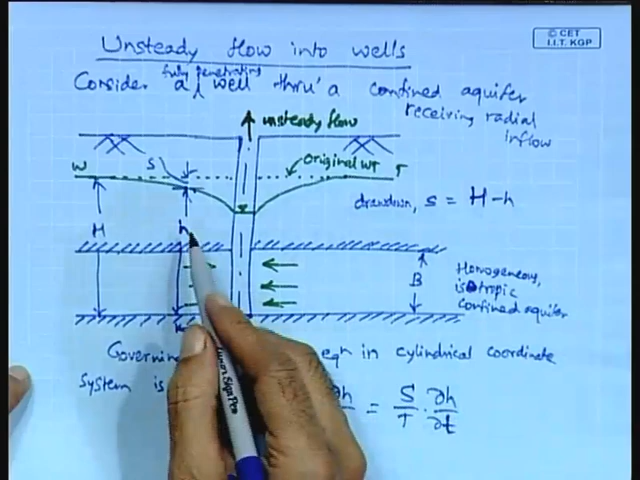 © CET
I.I.T. KGP
Unsteady flow into wells
Consider a fully penetrating well thru' a confined aquifer
receiving radial
inflow
unsteady flow
W S original WT T
drawdown, s = H - h
H h
B
Homogeneous,
isotropic
confined aquifer
eqn in cylindrical coordinate
system is
∂h = S/T · ∂h/∂t